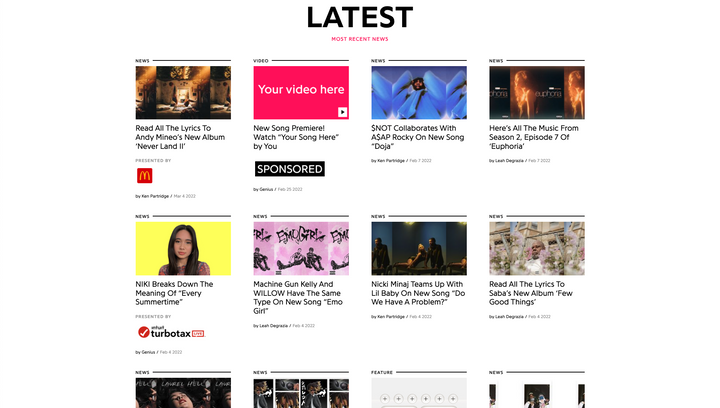 LATEST
MOST RECENT NEWS
NEWS
Read All The Lyrics To
Andy Mineo's New Album
'Never Land II'
PRESENTED BY
by Ken Partridge / Mar 4 2022
VIDEO
Your video here
New Song Premiere!
Watch "Your Song Here"
by You
SPONSORED
by Genius / Feb 25 2022
NEWS
$NOT Collaborates With
A$AP Rocky On New Song
"Doja"
by Ken Partridge / Feb 7 2022
NEWS
euphoria
Here's All The Music From
Season 2, Episode 7 Of
'Euphoria'
by Leah Degrazia / Feb 7 2022
NEWS
NIKI Breaks Down The
Meaning Of "Every
Summertime"
PRESENTED BY
intuit
turbotax LIVE
by Genius / Feb 4 2022
NEWS
EMOGIRL
Machine Gun Kelly And
WILLOW Have The Same
Type On New Song "Emo
Girl"
by Leah Degrazia / Feb 4 2022
NEWS
Nicki Minaj Teams Up With
Lil Baby On New Song "Do
We Have A Problem?"
by Ken Partridge / Feb 4 2022
NEWS
Read All The Lyrics To
Saba's New Album 'Few
Good Things'
by Leah Degrazia / Feb 4 2022
NEWS
NEWS
FEATURE
NEWS